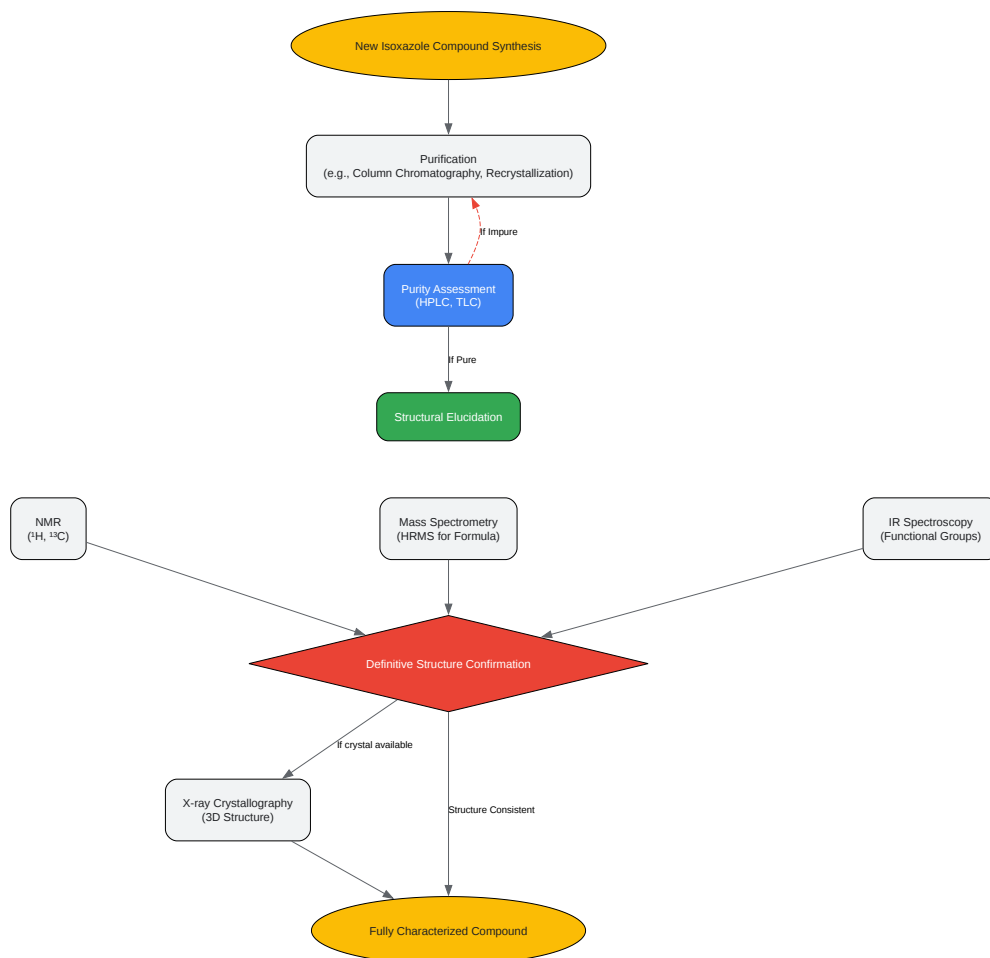 New Isoxazole Compound Synthesis
Purification
(e.g., Column Chromatography, Recrystallization)
If Impure
Purity Assessment
(HPLC, TLC)
If Pure
Structural Elucidation
NMR
(¹H, ¹³C)
Mass Spectrometry
(HRMS for Formula)
IR Spectroscopy
(Functional Groups)
Definitive Structure Confirmation
If crystal available
X-ray Crystallography
(3D Structure)
Structure Consistent
Fully Characterized Compound